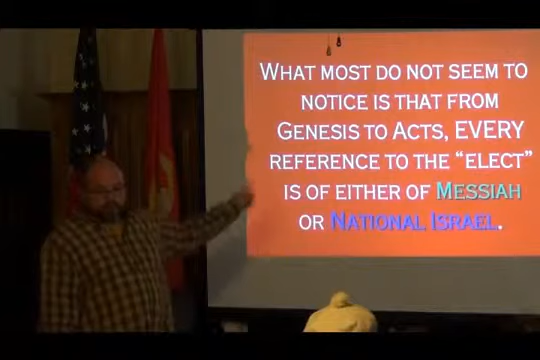 WHAT MOST DO NOT SEEM TO
NOTICE IS THAT FROM
GENESIS TO ACTS, EVERY
REFERENCE TO THE “ELECT”
IS OF EITHER OF MESSIAH
OR NATIONAL ISRAEL.